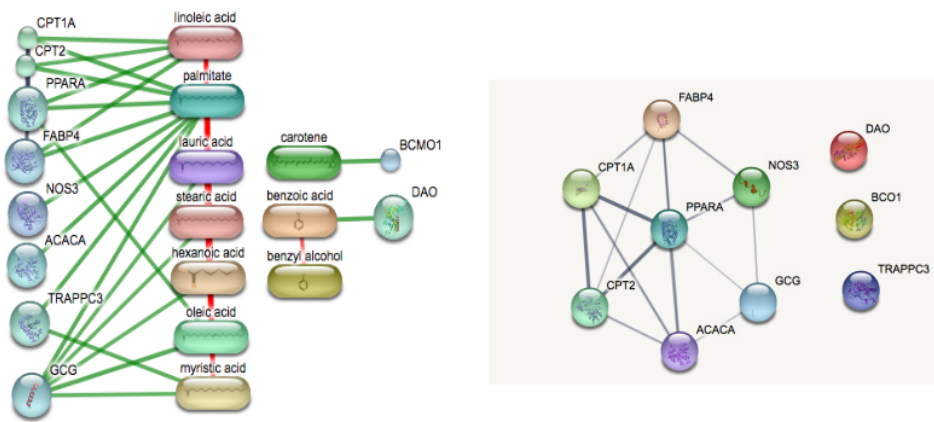 CPT1A
CPT2
PPARA
FABP4
NOS3
ACACA
TRAPPC3
GCG
linoleic acid
palmitate
lauric acid
stearic acid
hexanoic acid
oleic acid
myristic acid
carotene
BCMO1
benzoic acid
DAO
benzyl alcohol
FABP4
CPT1A
NOS3
PPARA
CPT2
GCG
ACACA
DAO
BCO1
TRAPPC3